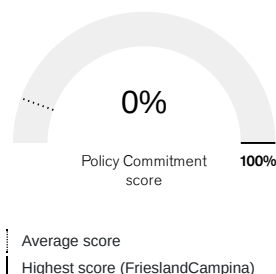 0%
Policy Commitment 100%
score
Average score
Highest score (FrieslandCampina)